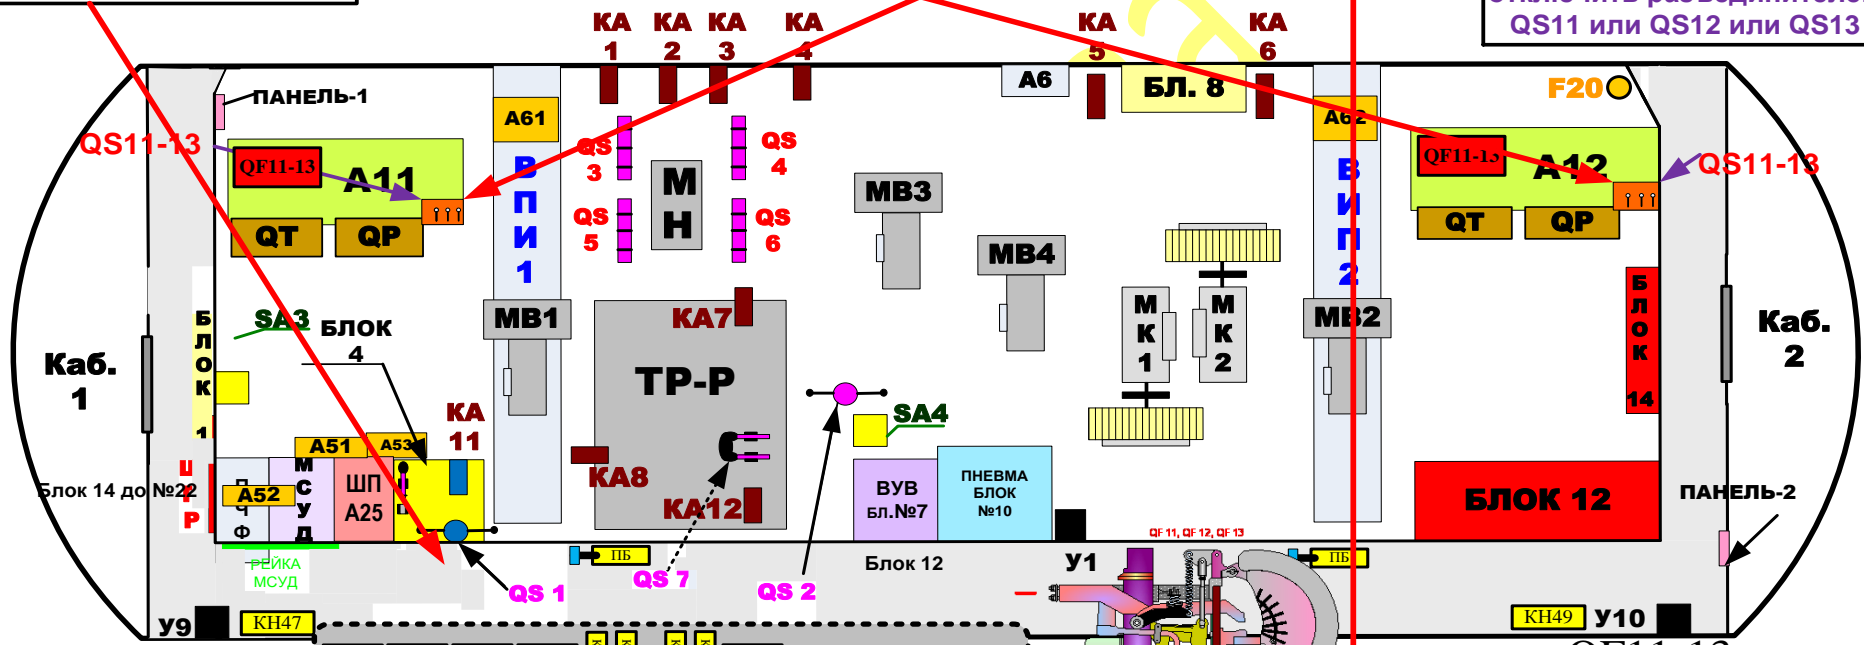 QS11 или QS12 или QS13
КА
1
КА
2
КА
3
КА
4
КА
5
КА
6
А6
БЛ. 8
F20
ПАНЕЛЬ-1
QS11-13
QF11-13
А11
QT
QP
А61
В
П
И
1
QS
3
QS
4
QS
5
QS
6
М
Н
МВ3
МВ4
МВ1
А62
В
И
П
2
МВ2
QF11-13
А12
QS11-13
QT
QP
Каб.
1
Каб.
2
Б
Л
О
К
1
SA3
БЛОК
4
КА7
ТР-Р
КА8
КА12
КА
11
SA4
М
К
1
М
К
2
Б
Л
О
К
14
А51
А53
А52
П
Ч
Ф
М
С
У
Д
ШП
А25
Блок 14 до №22
РЕЙКА
МСУД
QS 1
QS 7
QS 2
ВУВ
БЛ.№7
ПНЕВМА
БЛОК
№10
БЛОК 12
ПАНЕЛЬ-2
ПБ
Блок 12
У1
QF 11, QF 12, QF 13
ПБ
У9
КН47
КН49
У10